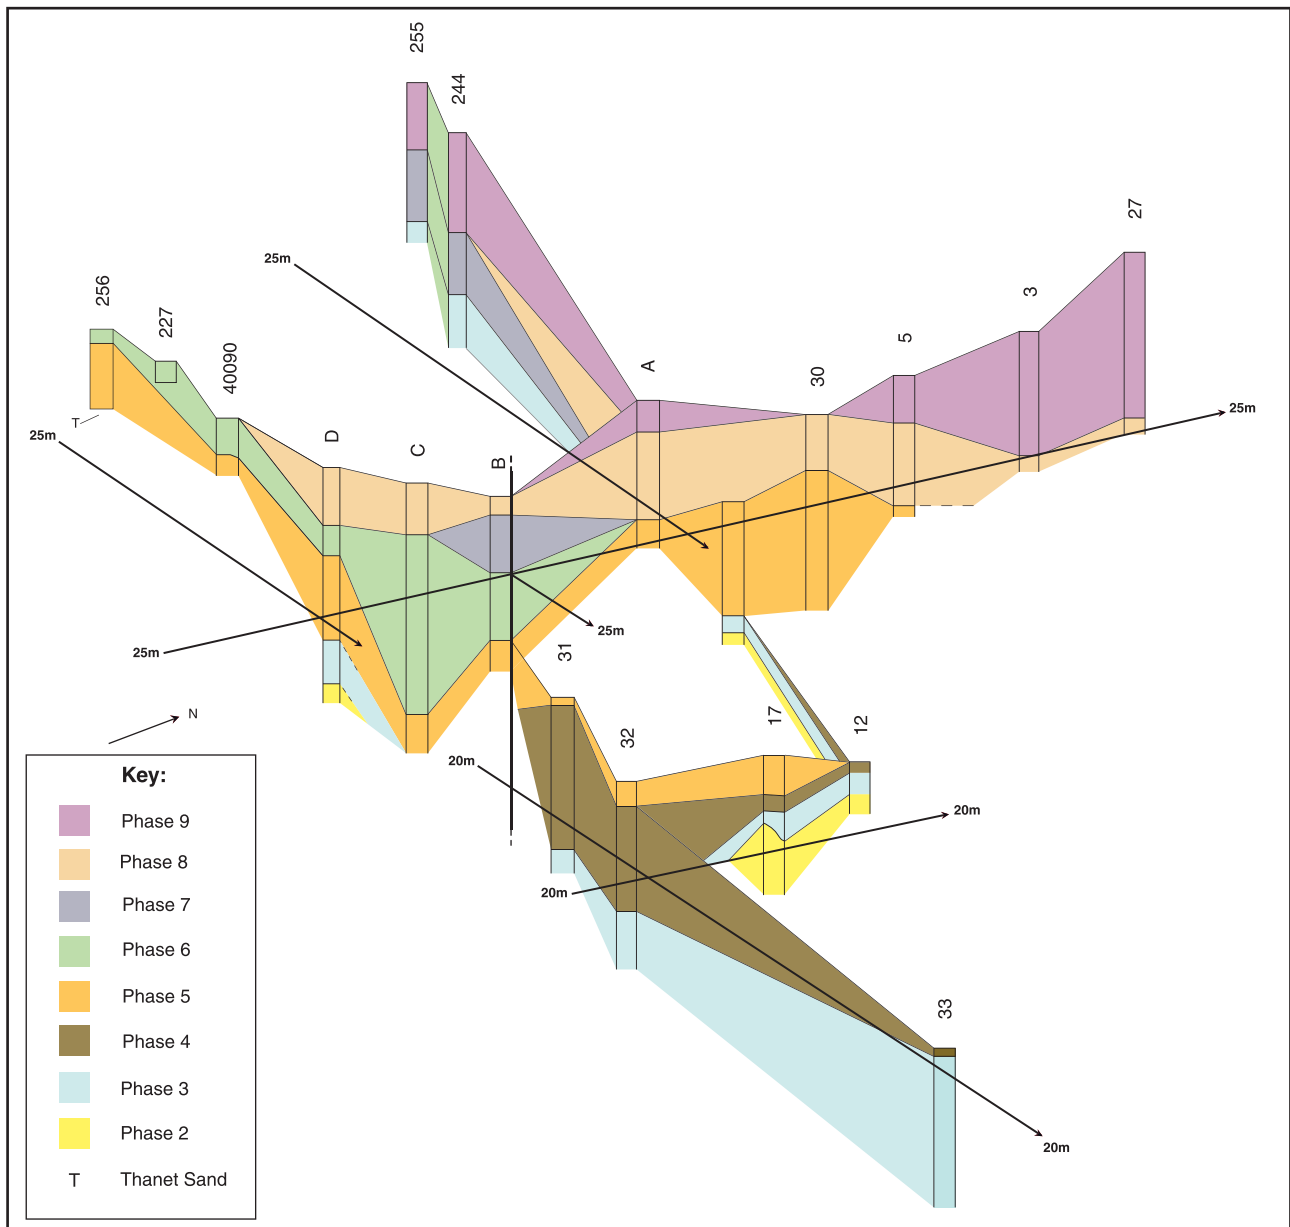 255
244
27
25m
256
3
227
5
40090
A
30
25m
T
25m
D
C
B
25m
25m
31
25m
N
32
17
12
20m
Key:
Phase 9
20m
Phase 8
20m
Phase 7
Phase 6
Phase 5
33
Phase 4
Phase 3
Phase 2
20m
T Thanet Sand